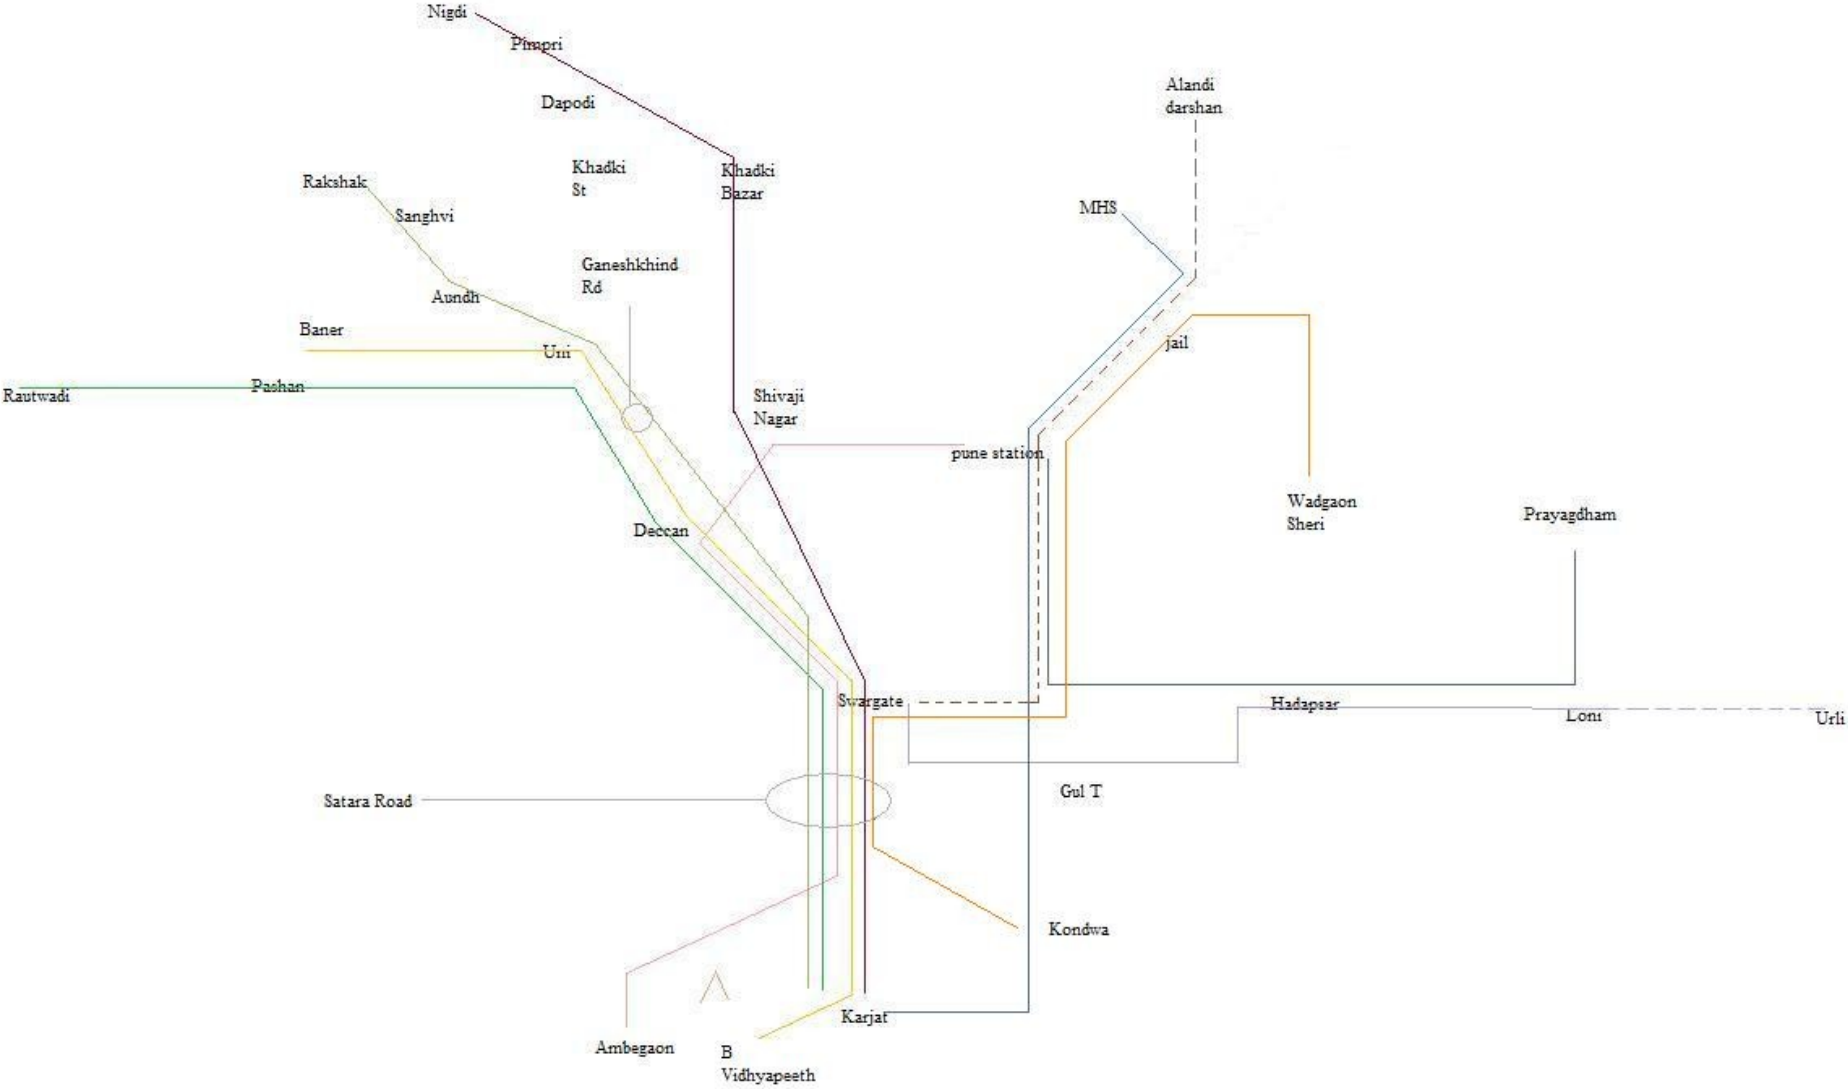 Nigdi
Pimpri
Dapodi
Alandi
darshan
Khadki
St
Khadki
Bazar
Rakshak
Sanghvi
MHS
Ganeshkhind
Rd
Aundh
Baner
Uni
jail
Rautwadi
Pashan
Shivaji
Nagar
pune station
Wadgaon
Sheri
Prayagdham
Deccan
Swargate
Hadapsar
Loni
Urli
Satara Road
Gul T
Kondwa
Karjat
Ambegaon
B
Vidhyapeeth